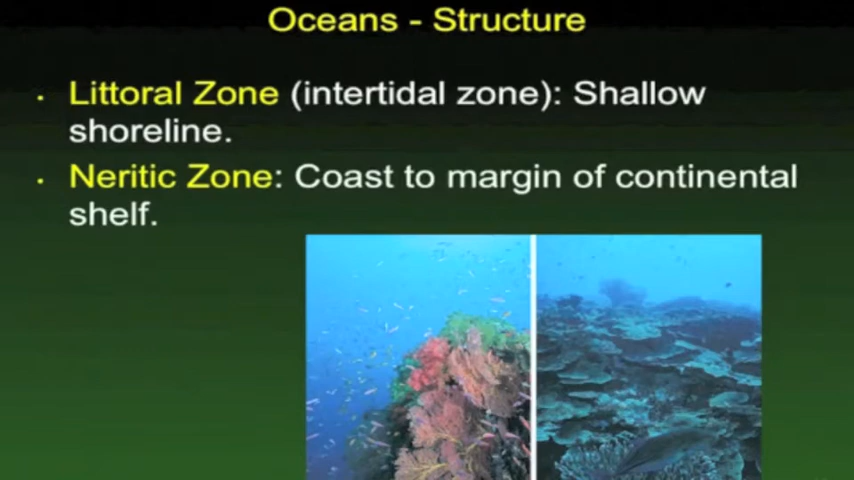 Oceans - Structure
• Littoral Zone (intertidal zone): Shallow
shoreline.
• Neritic Zone: Coast to margin of continental
shelf.